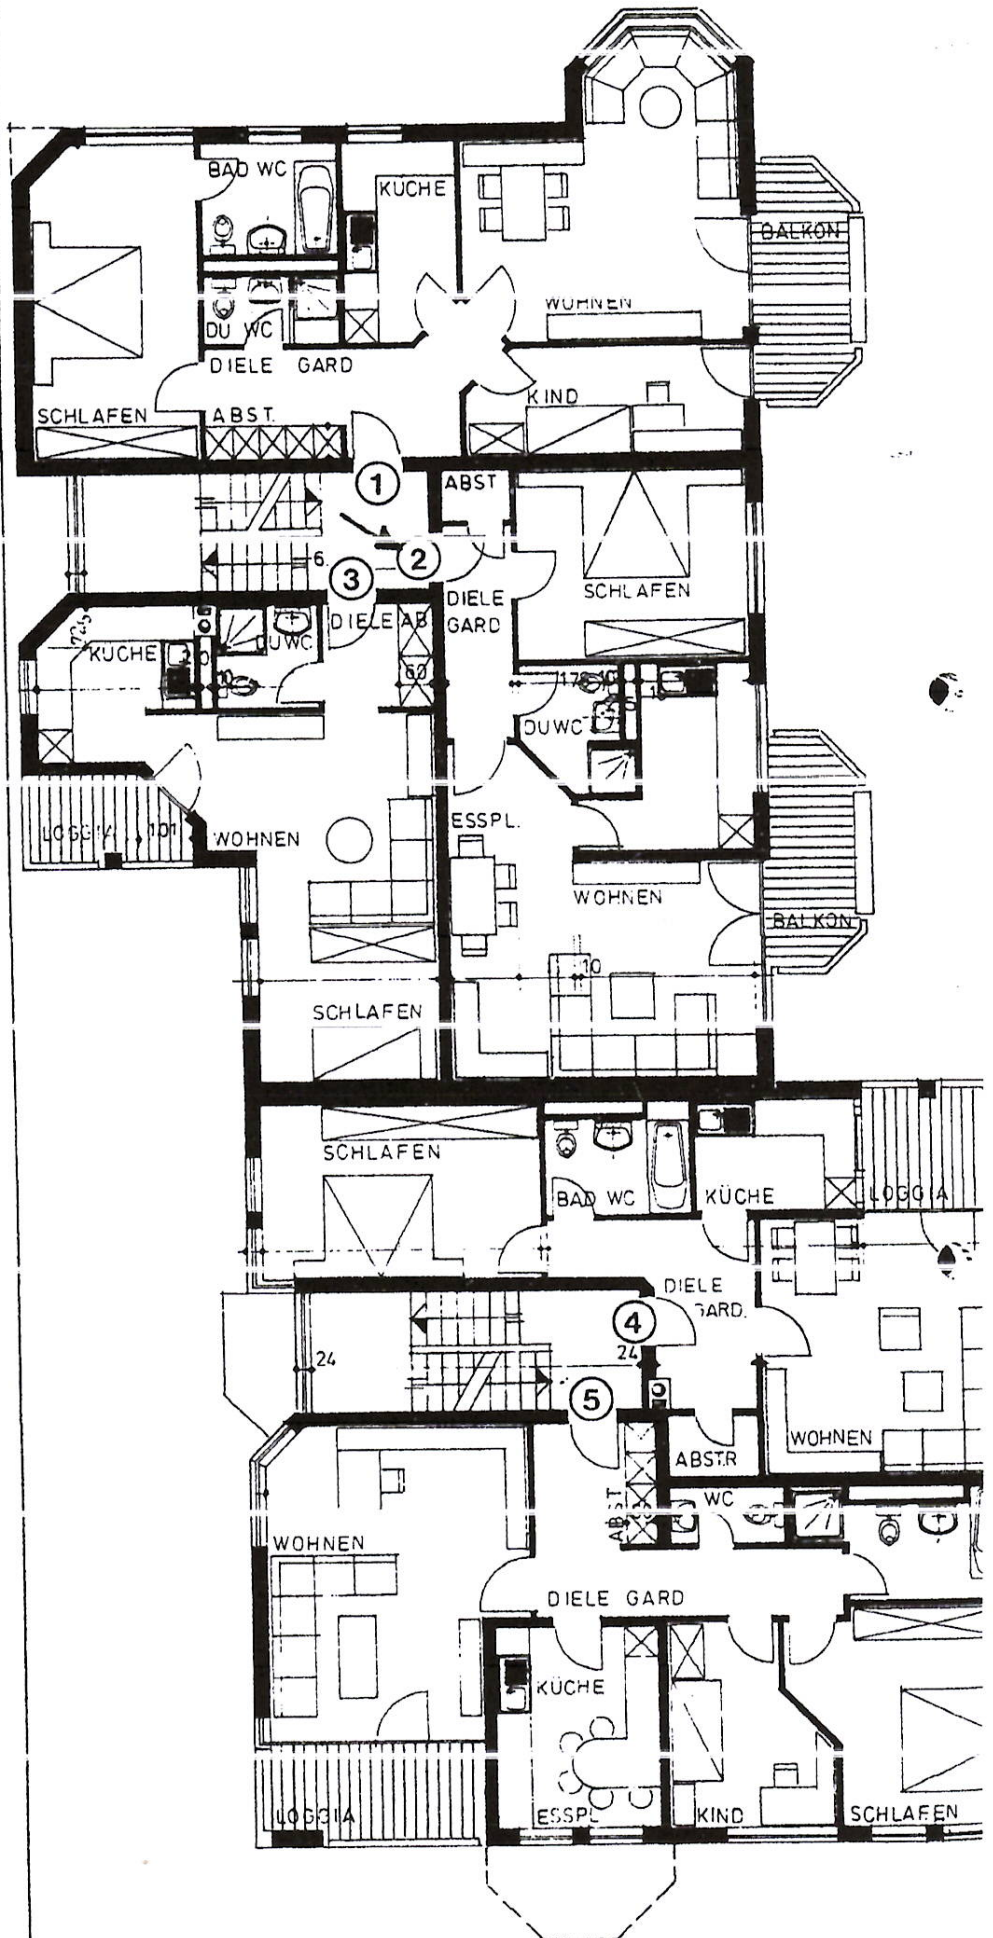 BAD WC
KÜCHE
BALKON
WOHNEN
DU WC
DIELE GARD
KIND
SCHLAFEN
ABST.
1
ABST
2
6
3
SCHLAFEN
DIELE
GARD
DIELE AB
DUWC
KÜCHE
60
DUWC
LOGGIA 101
WOHNEN
ESSPL.
WOHNEN
BALKON
10
SCHLAFEN
SCHLAFEN
BAD WC
KÜCHE
LOGGIA
DIELE
GARD.
4
24
24
5
WOHNEN
ABSTR
WC
ABST
WOHNEN
DIELE GARD
KÜCHE
LOGGIA
ESSPL
KIND
SCHLAFEN